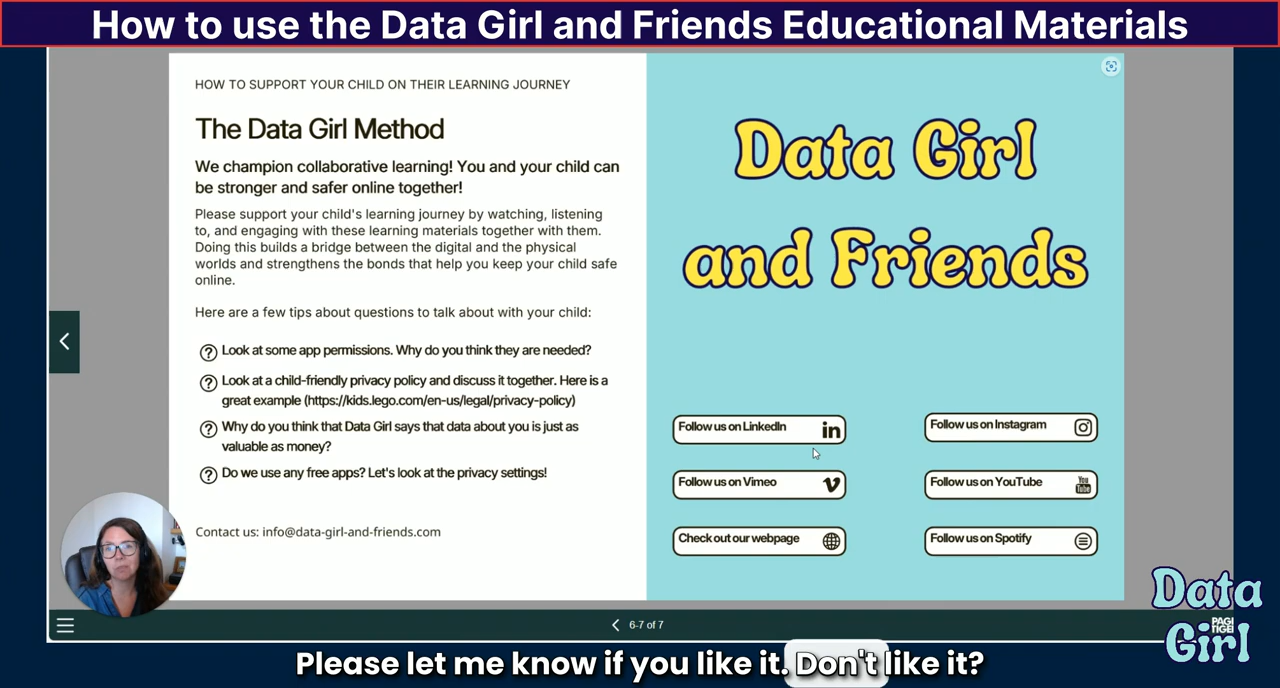 How to use the Data Girl and Friends Educational Materials
HOW TO SUPPORT YOUR CHILD ON THEIR LEARNING JOURNEY
The Data Girl Method
We champion collaborative learning! You and your child can
be stronger and safer online together!
Please support your child's learning journey by watching, listening
to, and engaging with these learning materials together with them.
Doing this builds a bridge between the digital and the physical
worlds and strengthens the bonds that help you keep your child safe
online.
Here are a few tips about questions to talk about with your child:
? Look at some app permissions. Why do you think they are needed?
? Look at a child-friendly privacy policy and discuss it together. Here is a
great example (https://kids.lego.com/en-us/legal/privacy-policy)
? Why do you think that Data Girl says that data about you is just as
valuable as money?
? Do we use any free apps? Let's look at the privacy settings!
Contact us: info@data-girl-and-friends.com
Data Girl
and Friends
Follow us on LinkedIn in
Follow us on Instagram
Follow us on Vimeo
Follow us on YouTube You Tube
Check out our webpage
Follow us on Spotify
6-7 of 7
Data
Girl
Please let me know if you like it. Don't like it?